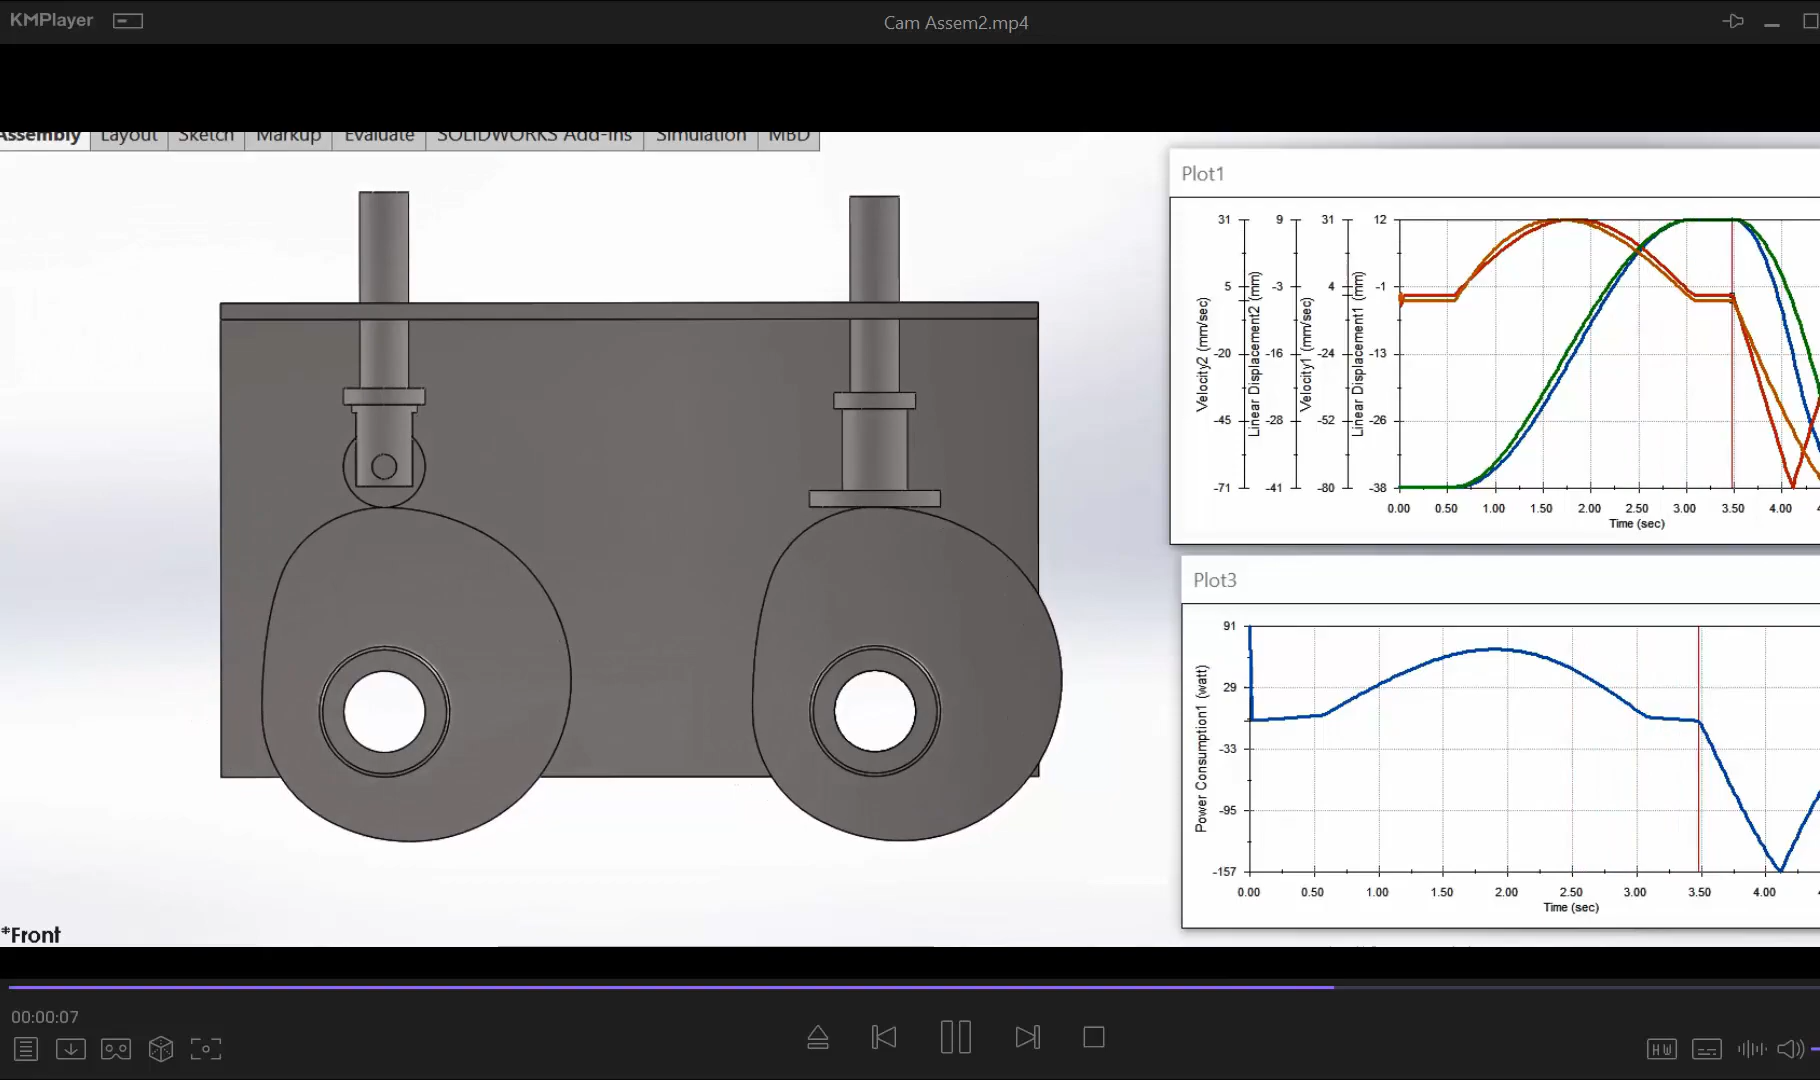 KMPlayer
Cam Assem2.mp4
Assembly Layout Sketch Markup Evaluate SOLIDWORKS Add-Ins Simulation MBD
Plot1
31 9 31 12
5 -3 4 -1
-20 -16 -24 -13
-45 -28 -52 -26
-71 -41 -80 -38
Velocity2 (mm/sec)
Linear Displacement2 (mm)
Velocity1 (mm/sec)
Linear Displacement1 (mm)
0.00 0.50 1.00 1.50 2.00 2.50 3.00 3.50 4.00
Time (sec)
Plot3
91
29
-33
-95
-157
Power Consumption1 (watt)
0.00 0.50 1.00 1.50 2.00 2.50 3.00 3.50 4.00
Time (sec)
*Front
00:00:07
HW